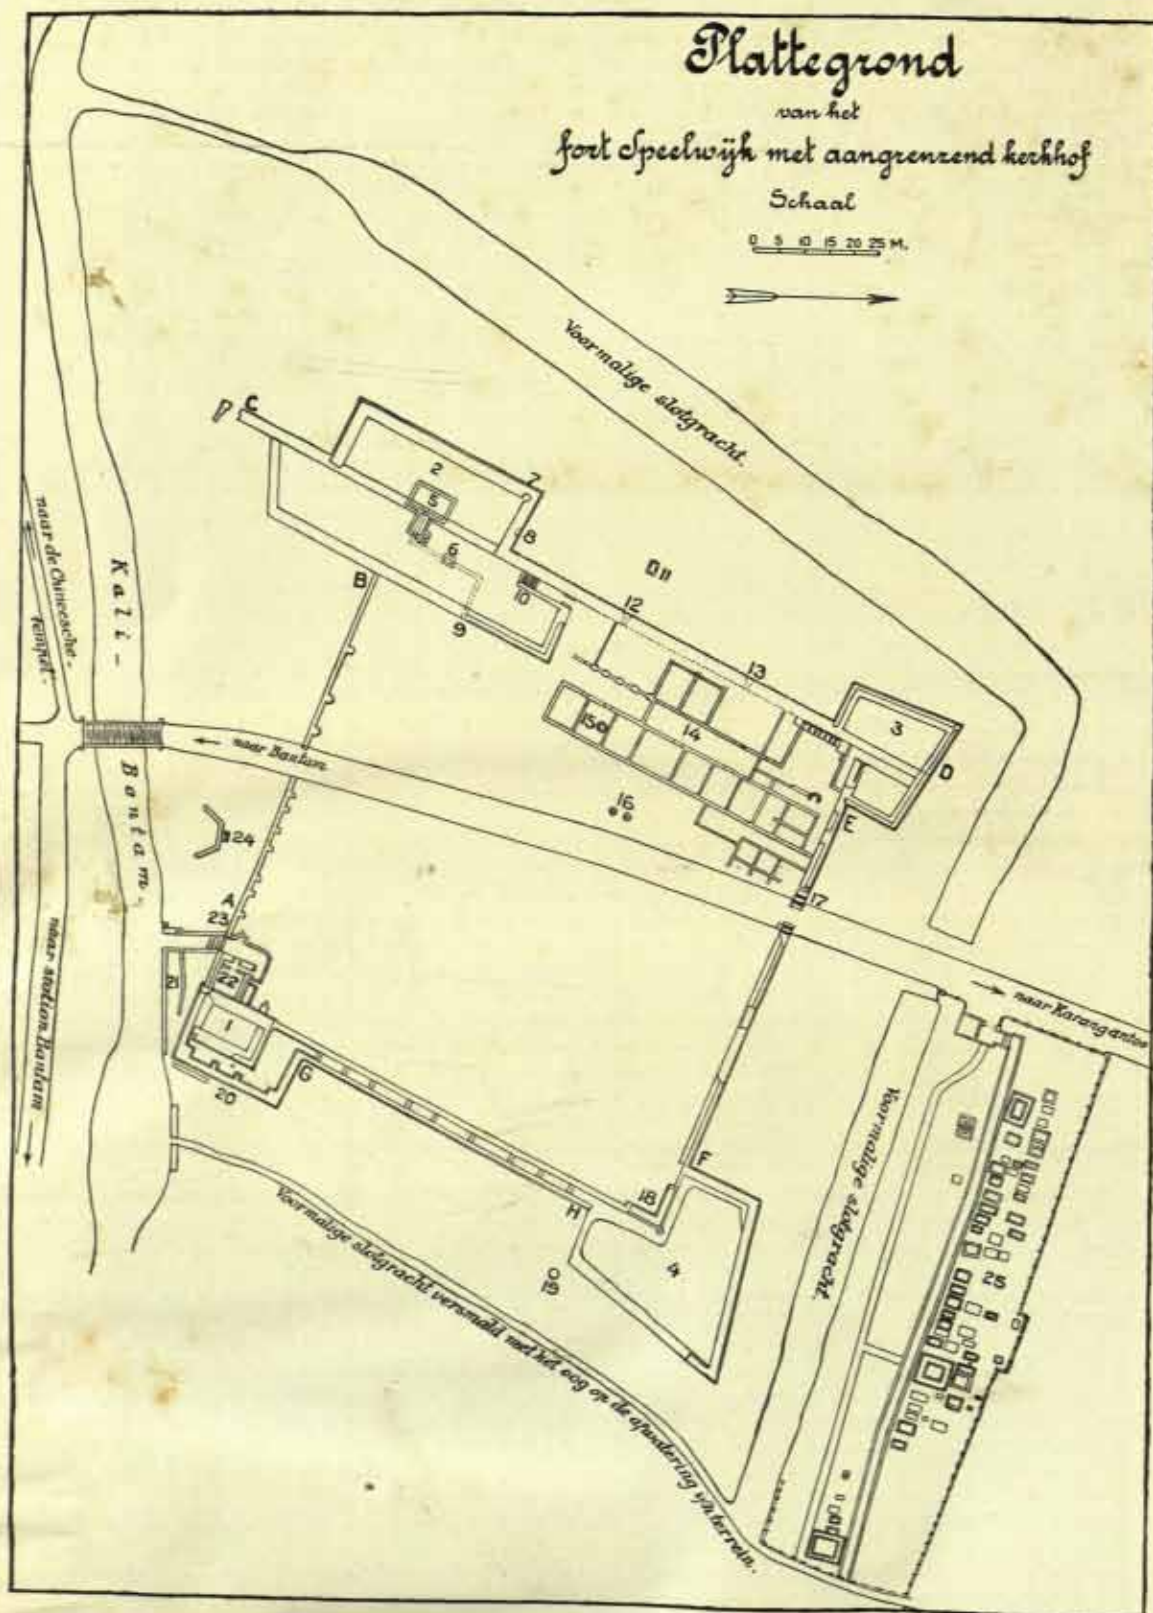 Plattegrond
van het
fort Speelwijk met aangrenzend kerkhof
Schaal
0 5 10 15 20 25 M.
Voormalige slotgracht.
C
2
7
5
8
6
10
11
B
9
12
13
14
15a
16
3
D
E
17
naar de Chineesche-
tempel.
Kali-
Bantam.
naar Bantam
naar station Bantam
24
A
23
22
21
1
G
20
naar Karangantoe
F
18
H
4
19
Voormalige slotgracht.
25
Voormalige slotgracht versmald met het oog op de afwatering v/h terrein.